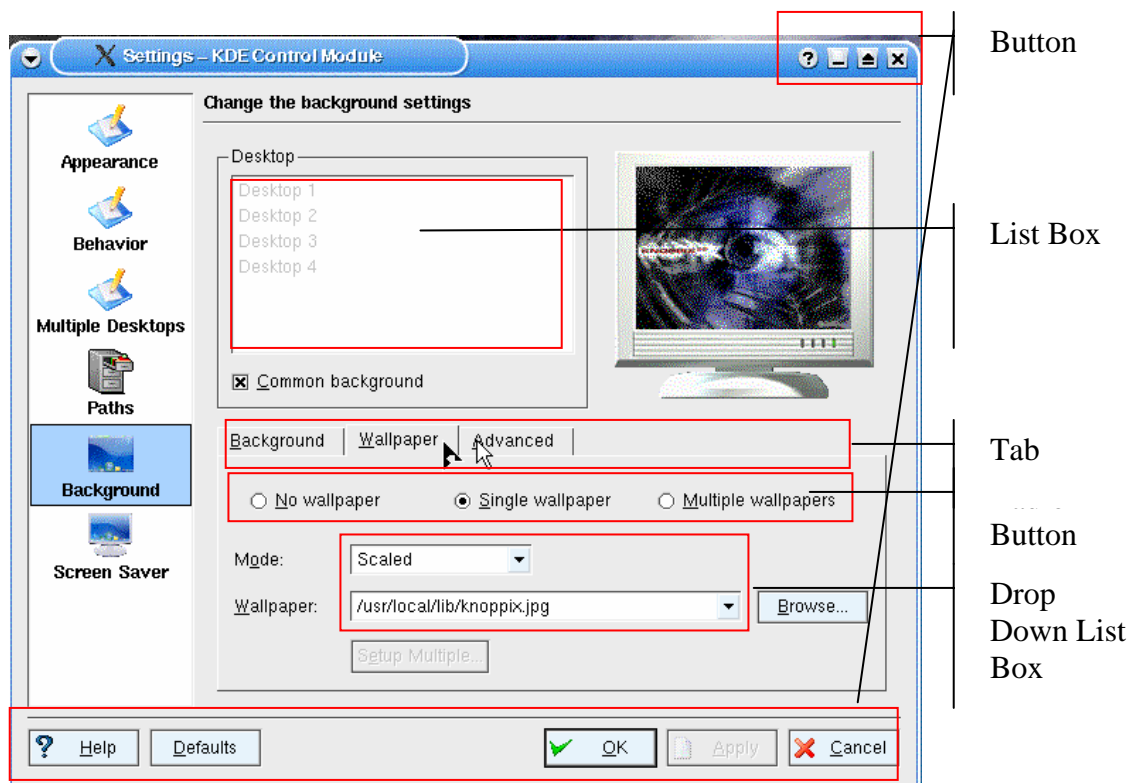 Settings – KDE Control Module
?
Change the background settings
Appearance
Behavior
Multiple Desktops
Paths
Background
Screen Saver
Desktop
Desktop 1
Desktop 2
Desktop 3
Desktop 4
Common background
KNOPPIX
Background Wallpaper Advanced
No wallpaper Single wallpaper Multiple wallpapers
Mode: Scaled
Wallpaper: /usr/local/lib/knoppix.jpg Browse...
Setup Multiple...
? Help Defaults OK Apply Cancel
Button
List Box
Tab
Button
Drop
Down List
Box